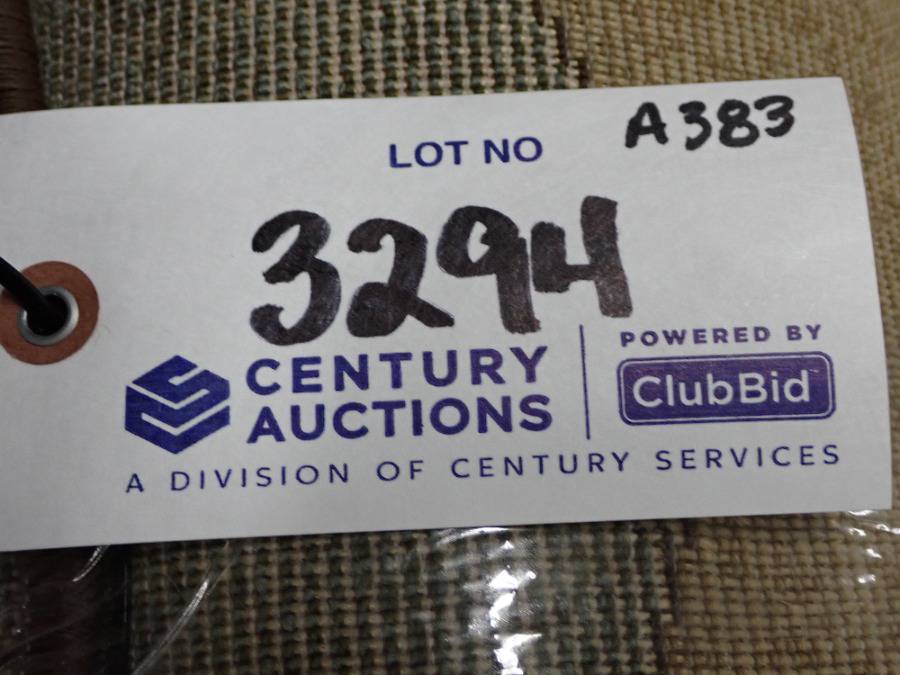 A383
LOT NO
3294
CENTURY
AUCTIONS
POWERED BY
ClubBid
A DIVISION OF CENTURY SERVICES